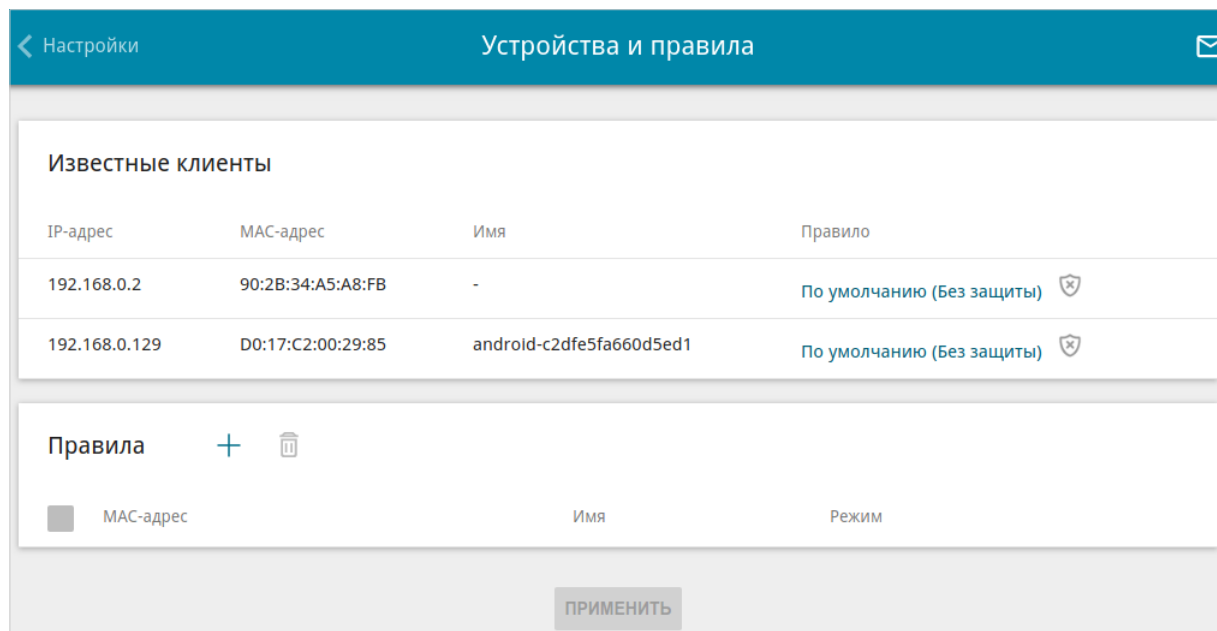 Настройки Устройства и правила
Известные клиенты
IP-адрес MAC-адрес Имя Правило
192.168.0.2 90:2B:34:A5:A8:FB - По умолчанию (Без защиты)
192.168.0.129 D0:17:C2:00:29:85 android-c2dfe5fa660d5ed1 По умолчанию (Без защиты)
Правила
MAC-адрес Имя Режим
ПРИМЕНИТЬ